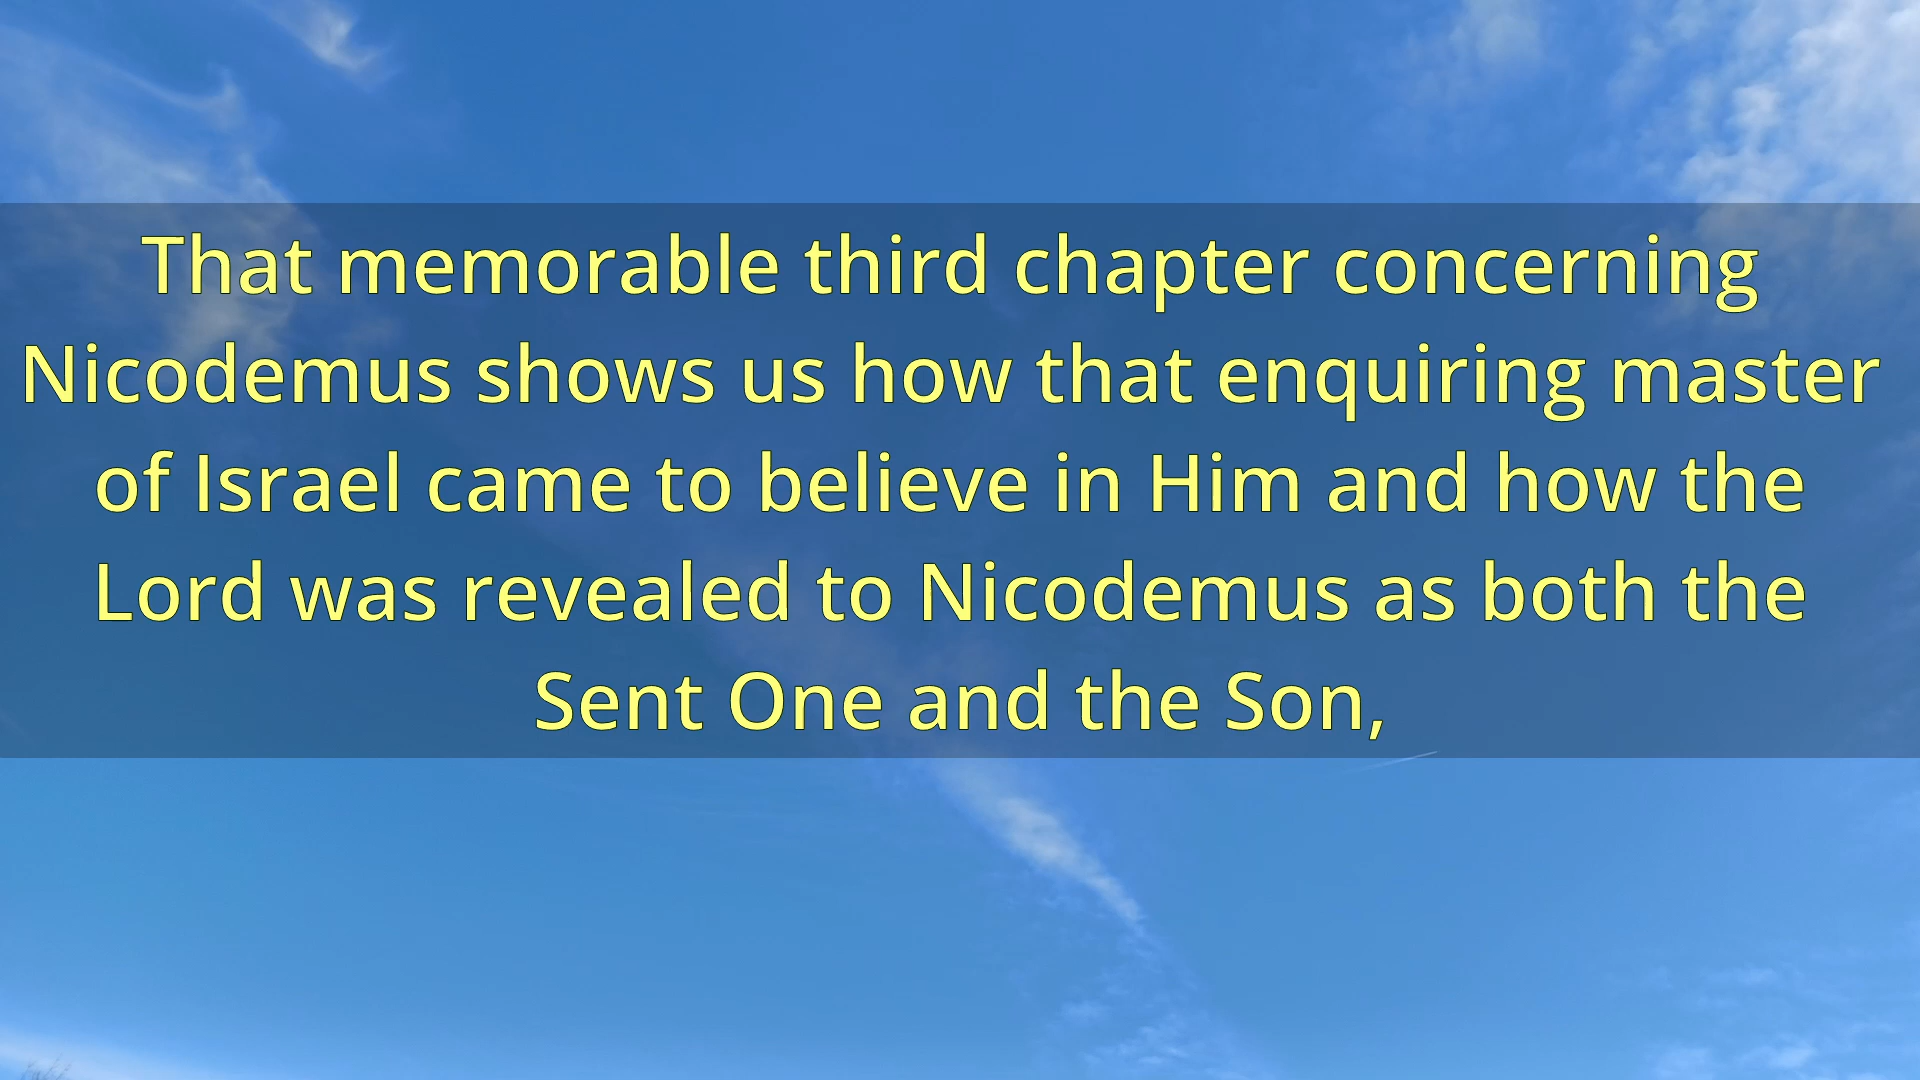 That memorable third chapter concerning
Nicodemus shows us how that enquiring master
of Israel came to believe in Him and how the
Lord was revealed to Nicodemus as both the
Sent One and the Son,